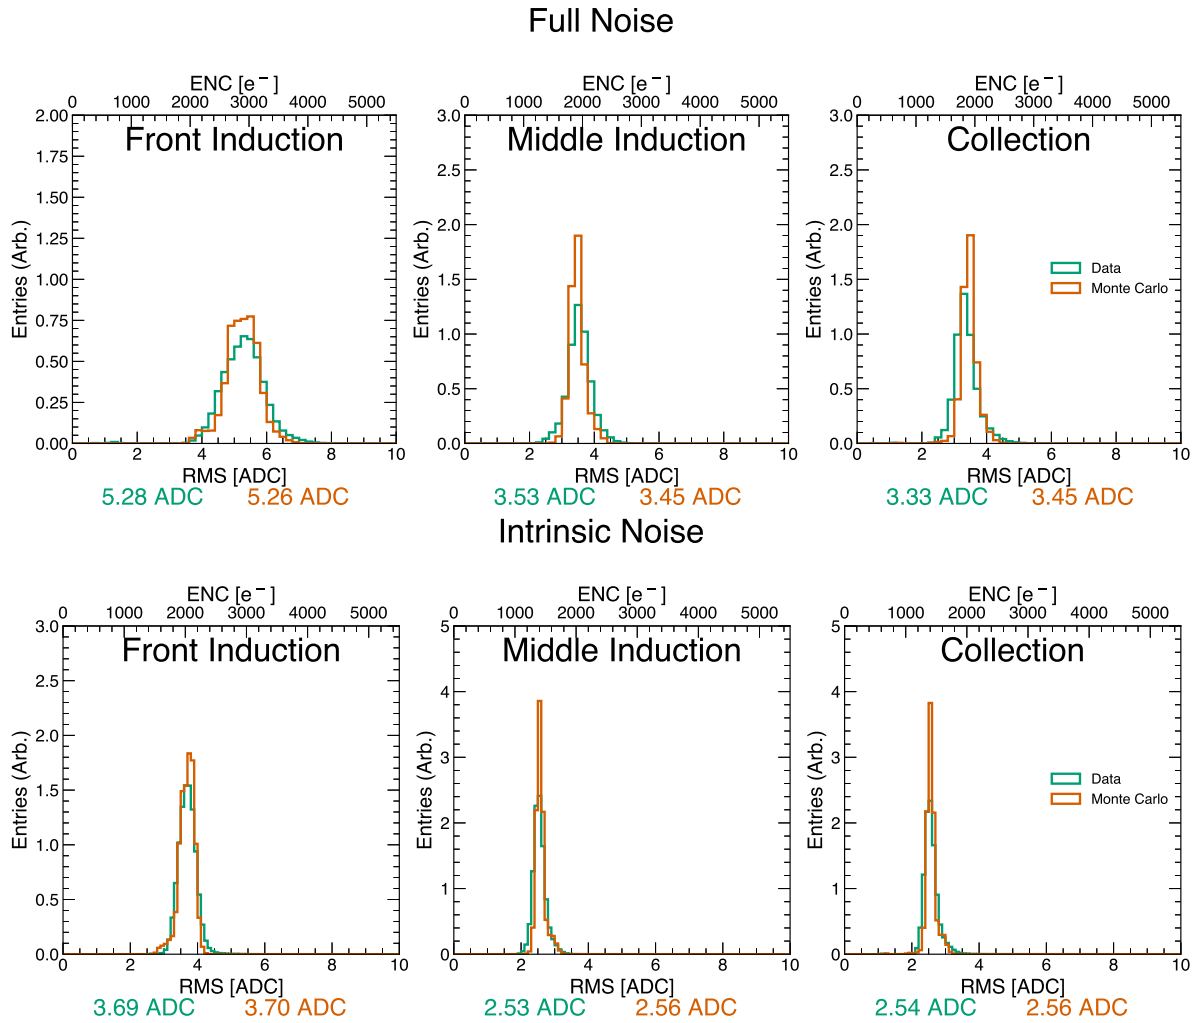 Full Noise
ENC [e⁻] ENC [e⁻] ENC [e⁻]
0 1000 2000 3000 4000 5000 0 1000 2000 3000 4000 5000 0 1000 2000 3000 4000 5000
Front Induction Middle Induction Collection
Entries (Arb.) Entries (Arb.) Entries (Arb.)
2.00 1.75 1.50 1.25 1.00 0.75 0.50 0.25 0.00
3.0 2.5 2.0 1.5 1.0 0.5 0.0
3.0 2.5 2.0 1.5 1.0 0.5 0.0
Data
Monte Carlo
0 2 4 6 8 10 0 2 4 6 8 10 0 2 4 6 8 10
RMS [ADC] RMS [ADC] RMS [ADC]
5.28 ADC 5.26 ADC 3.53 ADC 3.45 ADC 3.33 ADC 3.45 ADC
Intrinsic Noise
ENC [e⁻] ENC [e⁻] ENC [e⁻]
0 1000 2000 3000 4000 5000 0 1000 2000 3000 4000 5000 0 1000 2000 3000 4000 5000
Front Induction Middle Induction Collection
Entries (Arb.) Entries (Arb.) Entries (Arb.)
3.0 2.5 2.0 1.5 1.0 0.5 0.0
5 4 3 2 1 0
5 4 3 2 1 0
Data
Monte Carlo
0 2 4 6 8 10 0 2 4 6 8 10 0 2 4 6 8 10
RMS [ADC] RMS [ADC] RMS [ADC]
3.69 ADC 3.70 ADC 2.53 ADC 2.56 ADC 2.54 ADC 2.56 ADC